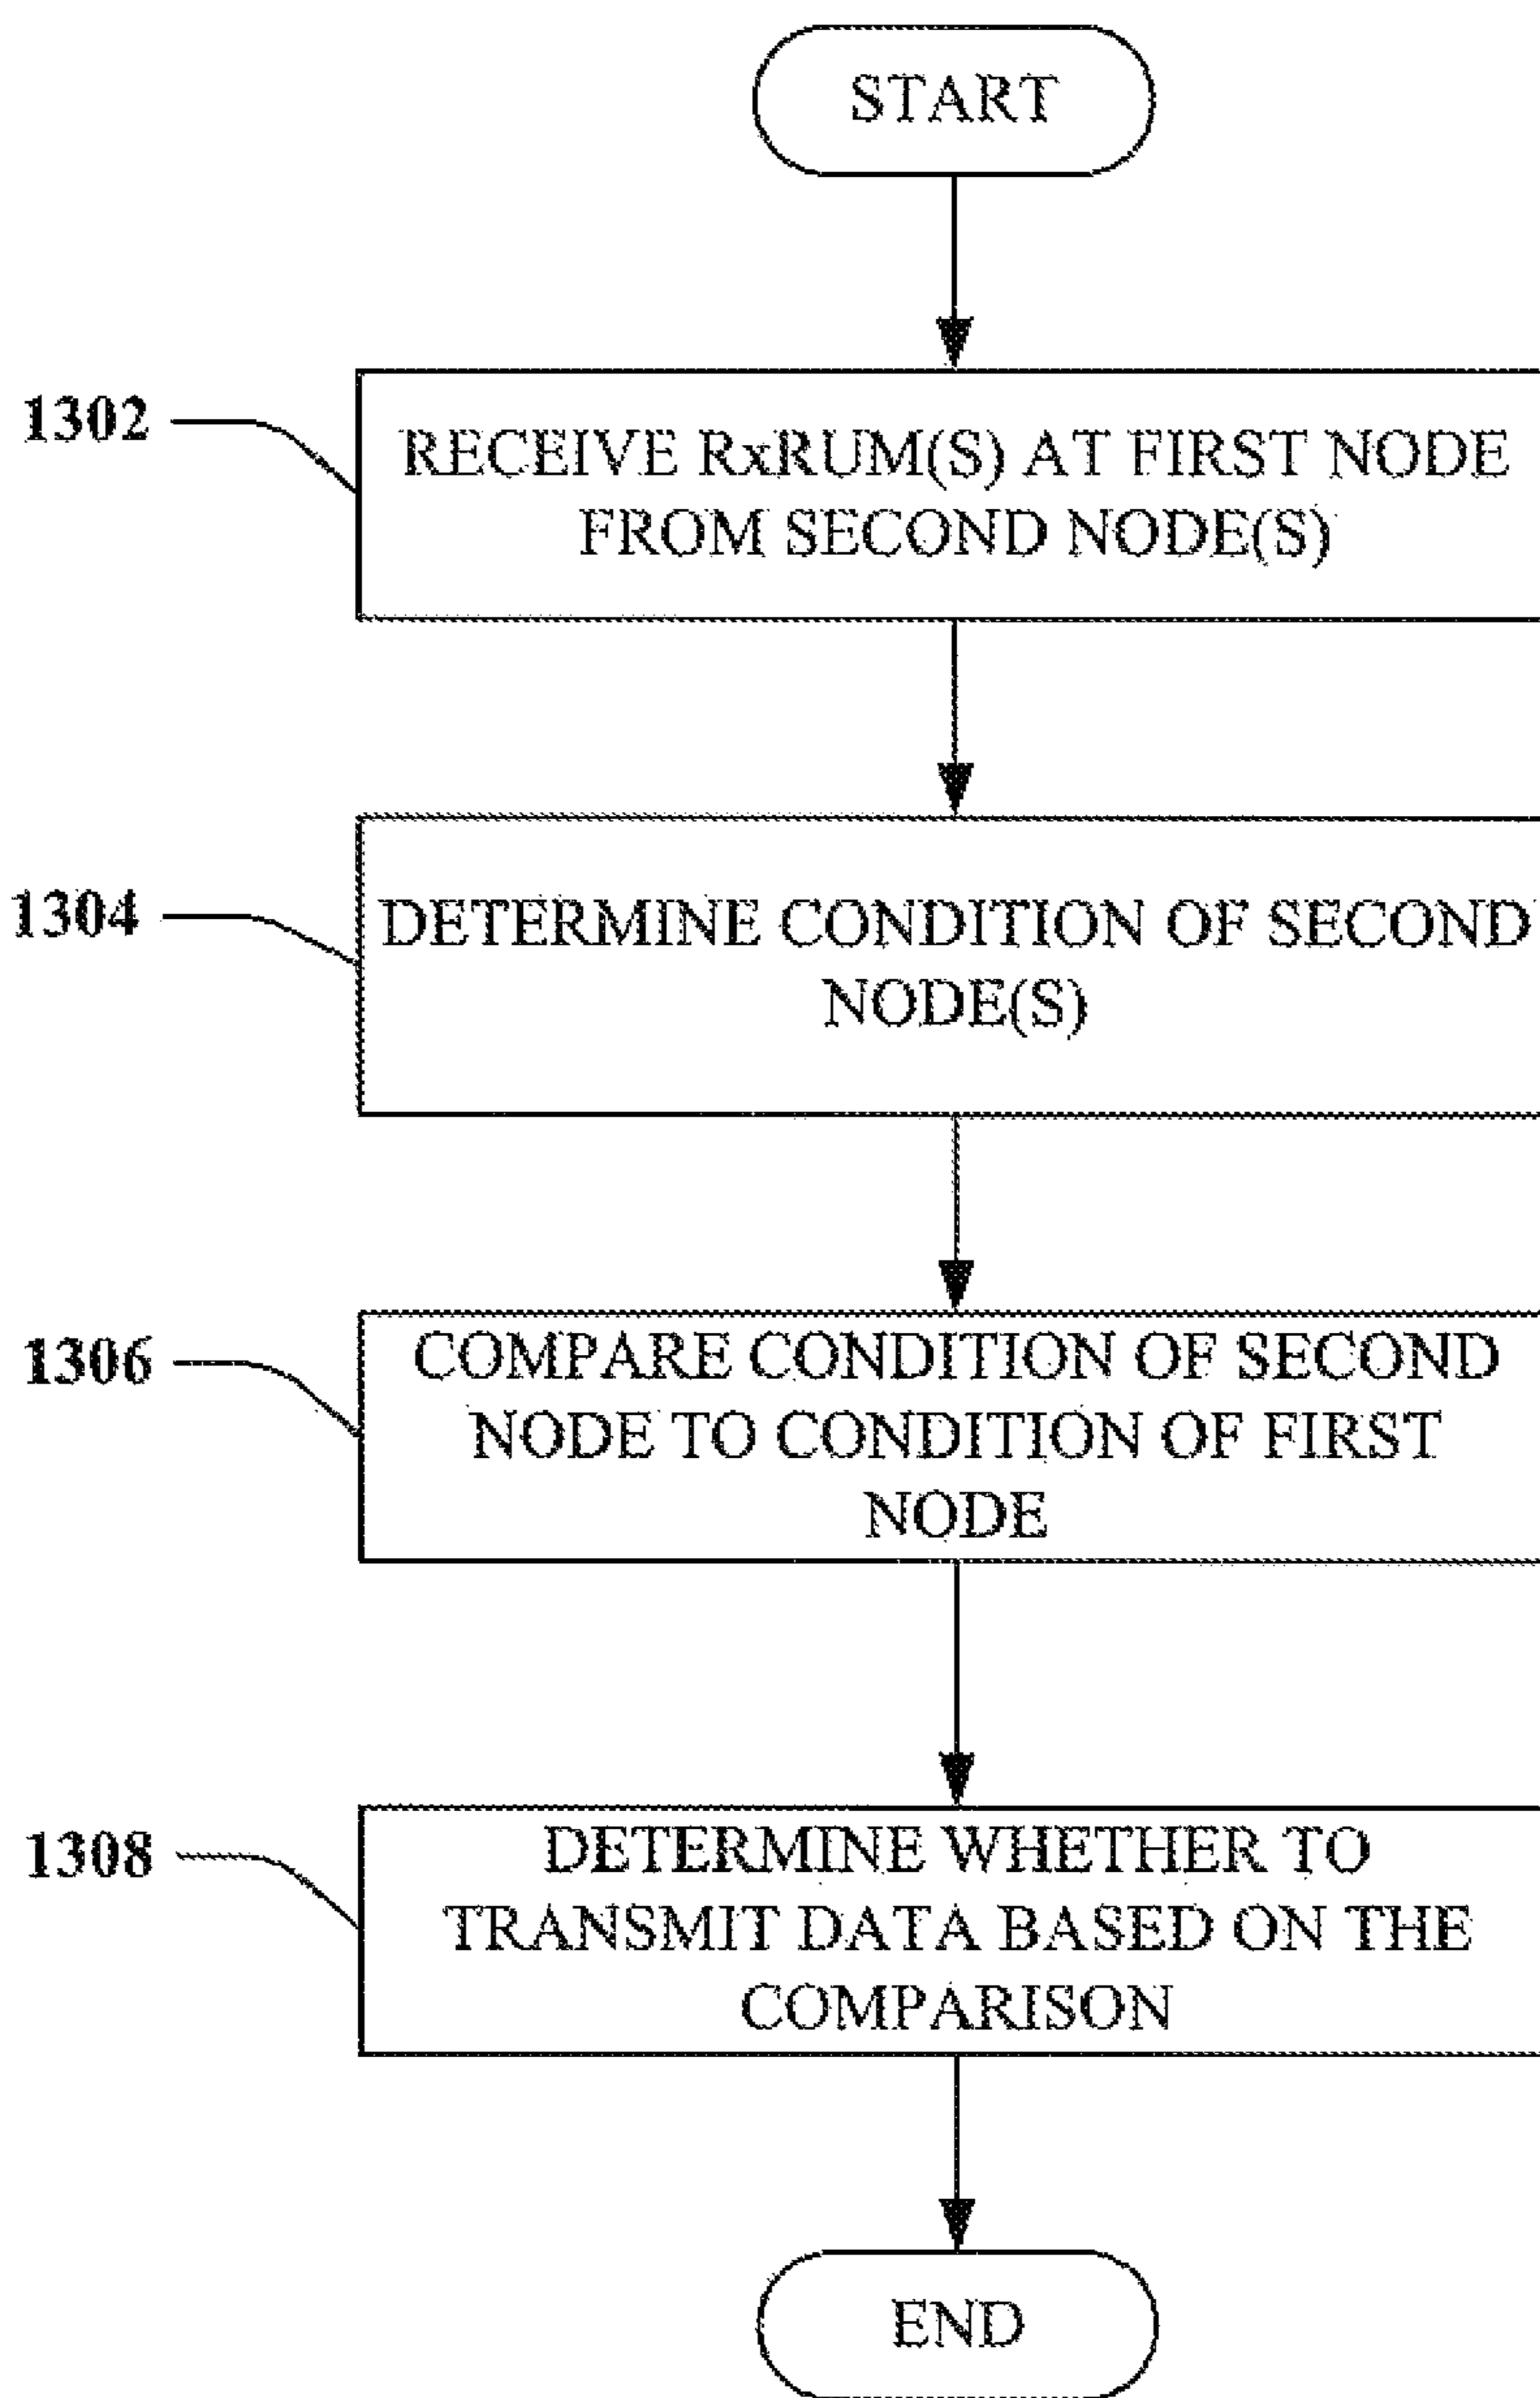 START
1302
RECEIVE RxRUM(S) AT FIRST NODE
FROM SECOND NODE(S)
1304
DETERMINE CONDITION OF SECOND
NODE(S)
1306
COMPARE CONDITION OF SECOND
NODE TO CONDITION OF FIRST
NODE
1308
DETERMINE WHETHER TO
TRANSMIT DATA BASED ON THE
COMPARISON
END